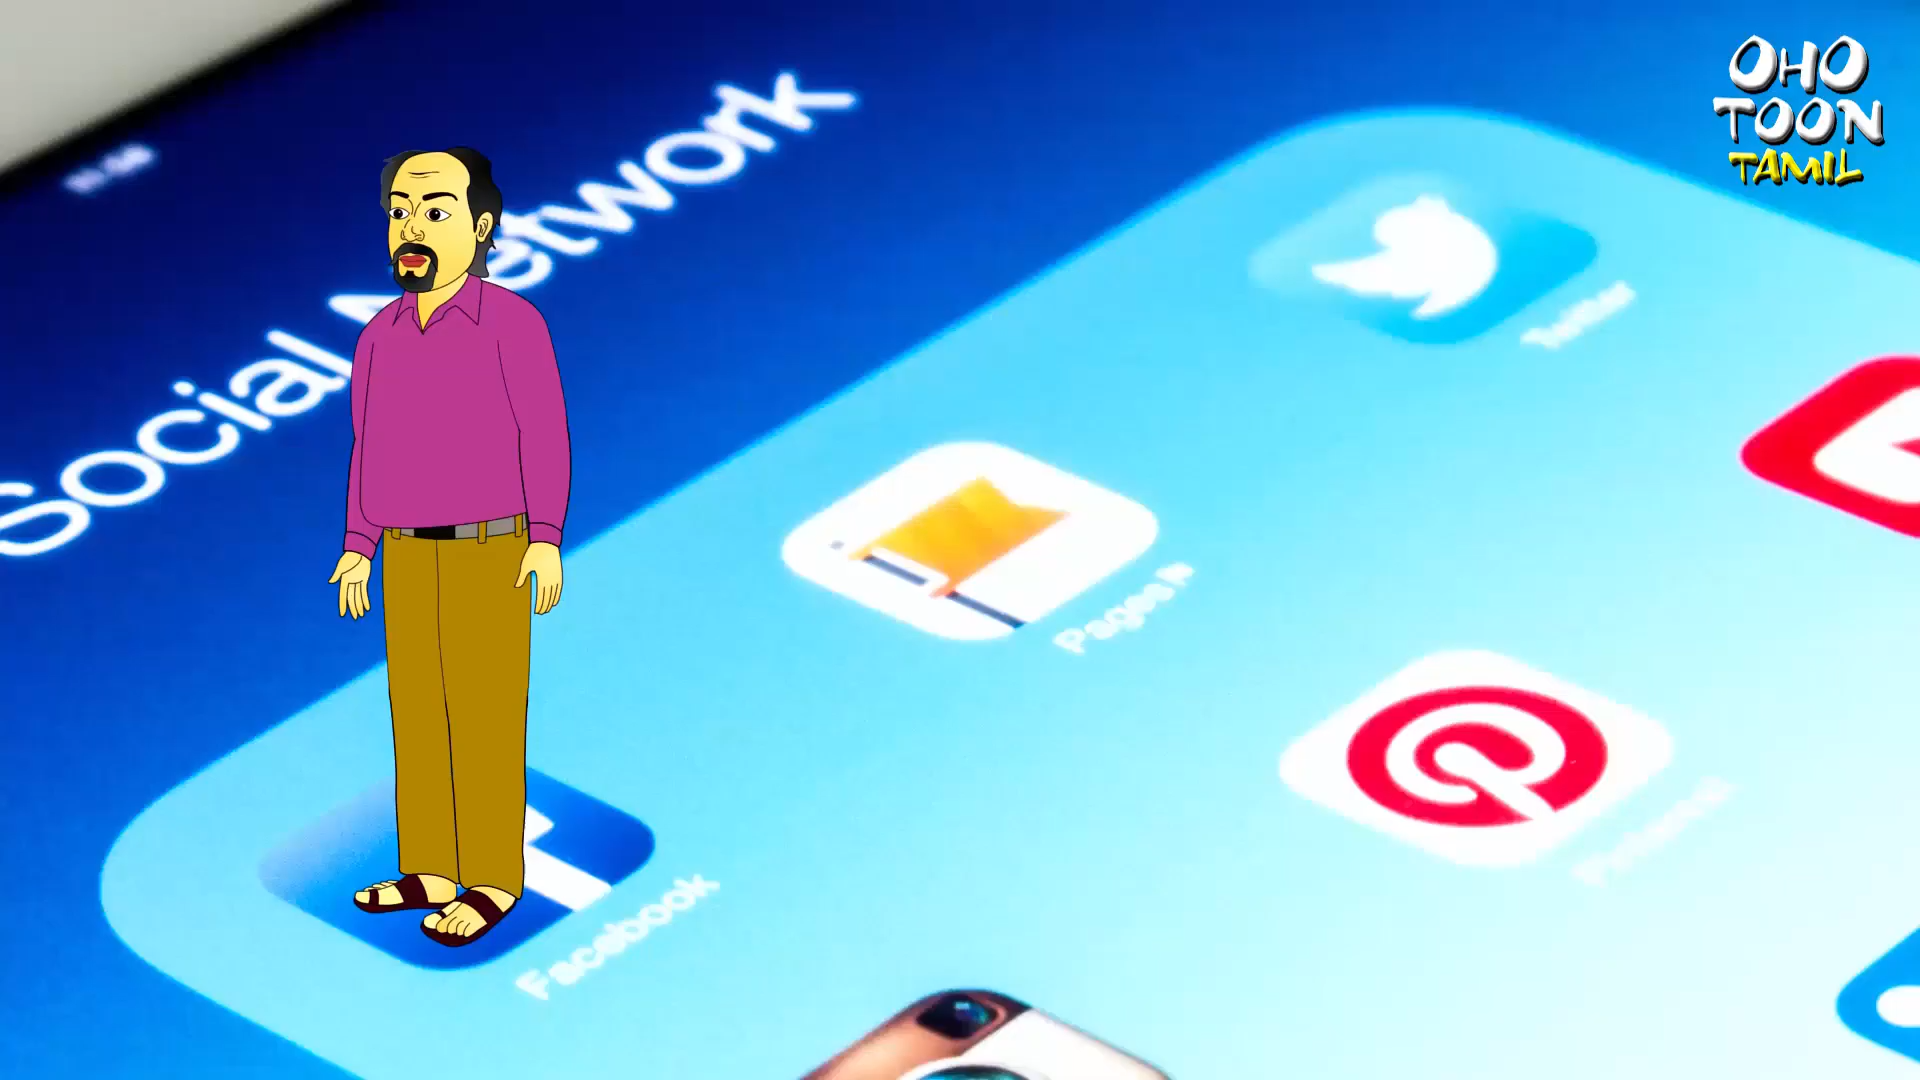 OHO
TOON
TAMIL
Social Network
Twitter
Pages
Facebook